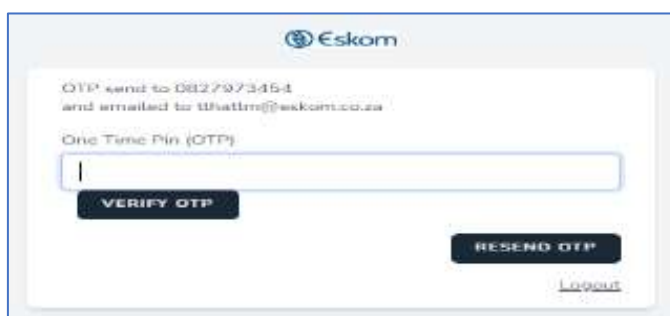 Eskom
OTP send to 0827973454
and emailed to tlhatlm@eskom.co.za
One Time Pin (OTP)
VERIFY OTP
RESEND OTP
Logout